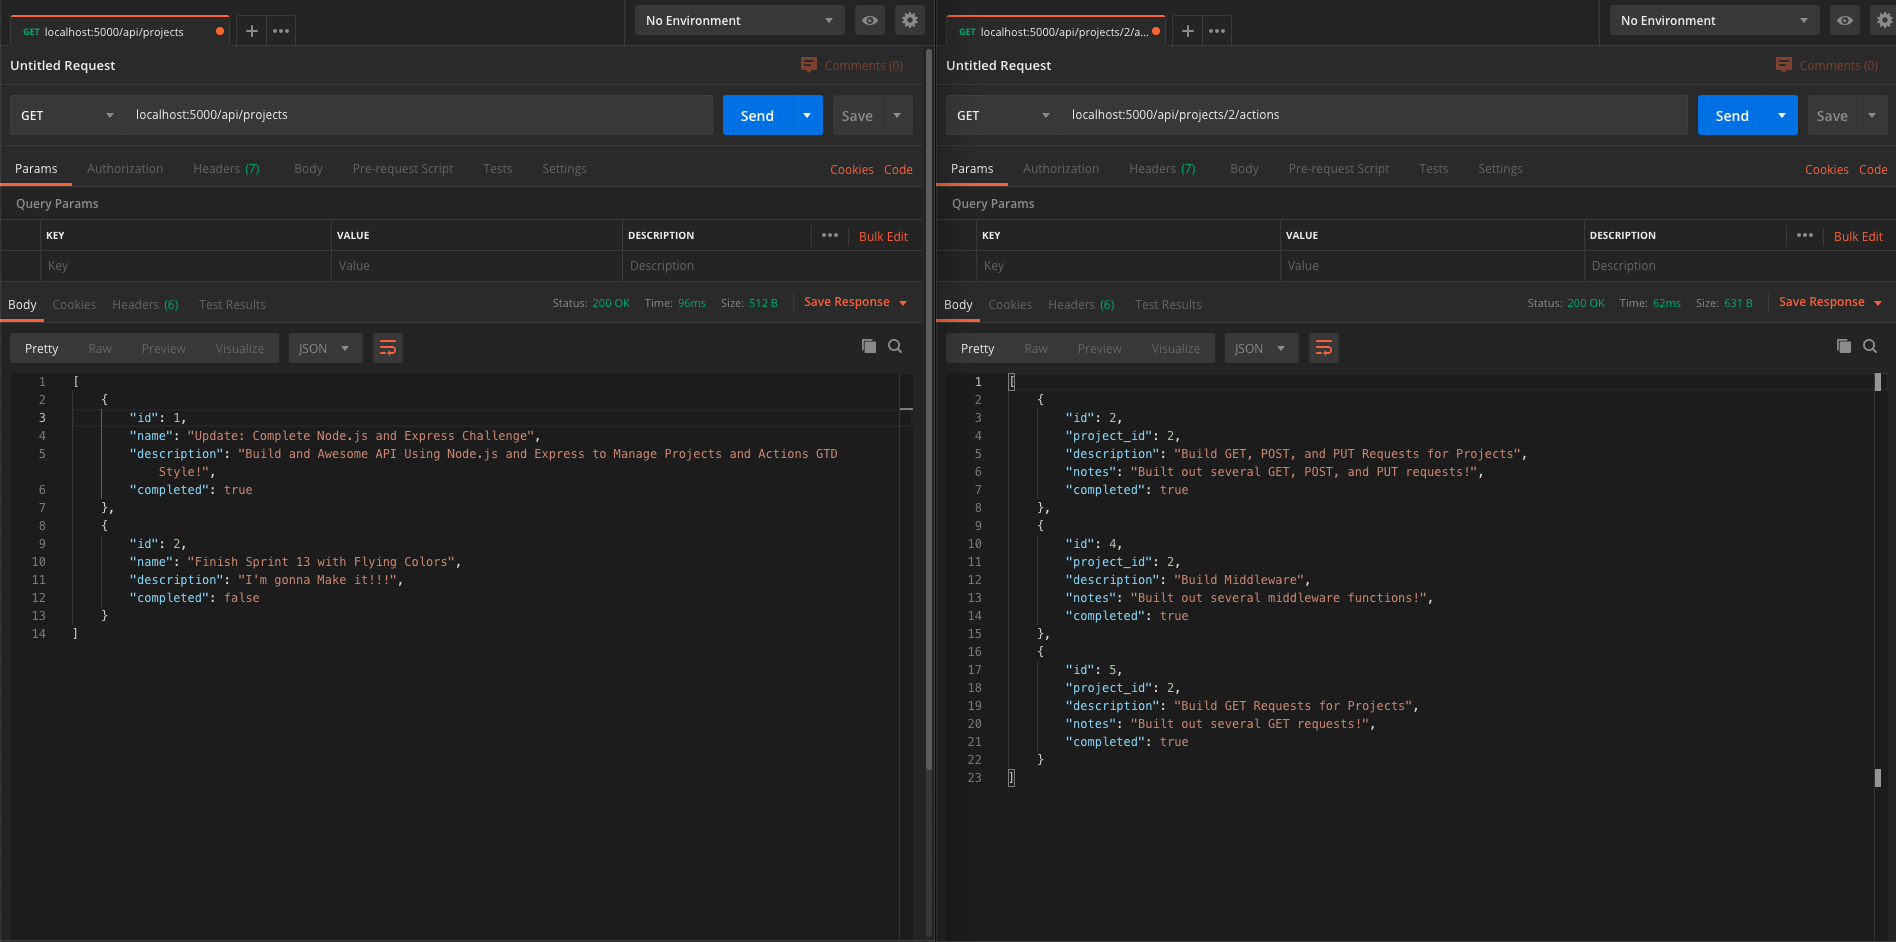 GET localhost:5000/api/projects
No Environment
Untitled Request
Comments (0)
GET
localhost:5000/api/projects
Send
Save
Params Authorization Headers (7) Body Pre-request Script Tests Settings Cookies Code
Query Params
KEY VALUE DESCRIPTION Bulk Edit
Key Value Description
Body Cookies Headers (6) Test Results Status: 200 OK Time: 96ms Size: 512 B Save Response
Pretty Raw Preview Visualize JSON
1 [
2 {
3 "id": 1,
4 "name": "Update: Complete Node.js and Express Challenge",
5 "description": "Build and Awesome API Using Node.js and Express to Manage Projects and Actions GTD
Style!",
6 "completed": true
7 },
8 {
9 "id": 2,
10 "name": "Finish Sprint 13 with Flying Colors",
11 "description": "I'm gonna Make it!!!",
12 "completed": false
13 }
14 ]
GET localhost:5000/api/projects/2/a...
No Environment
Untitled Request
Comments (0)
GET
localhost:5000/api/projects/2/actions
Send
Save
Params Authorization Headers (7) Body Pre-request Script Tests Settings Cookies Code
Query Params
KEY VALUE DESCRIPTION Bulk Edit
Key Value Description
Body Cookies Headers (6) Test Results Status: 200 OK Time: 62ms Size: 631 B Save Response
Pretty Raw Preview Visualize JSON
1 [
2 {
3 "id": 2,
4 "project_id": 2,
5 "description": "Build GET, POST, and PUT Requests for Projects",
6 "notes": "Built out several GET, POST, and PUT requests!",
7 "completed": true
8 },
9 {
10 "id": 4,
11 "project_id": 2,
12 "description": "Build Middleware",
13 "notes": "Built out several middleware functions!",
14 "completed": true
15 },
16 {
17 "id": 5,
18 "project_id": 2,
19 "description": "Build GET Requests for Projects",
20 "notes": "Built out several GET requests!",
21 "completed": true
22 }
23 ]